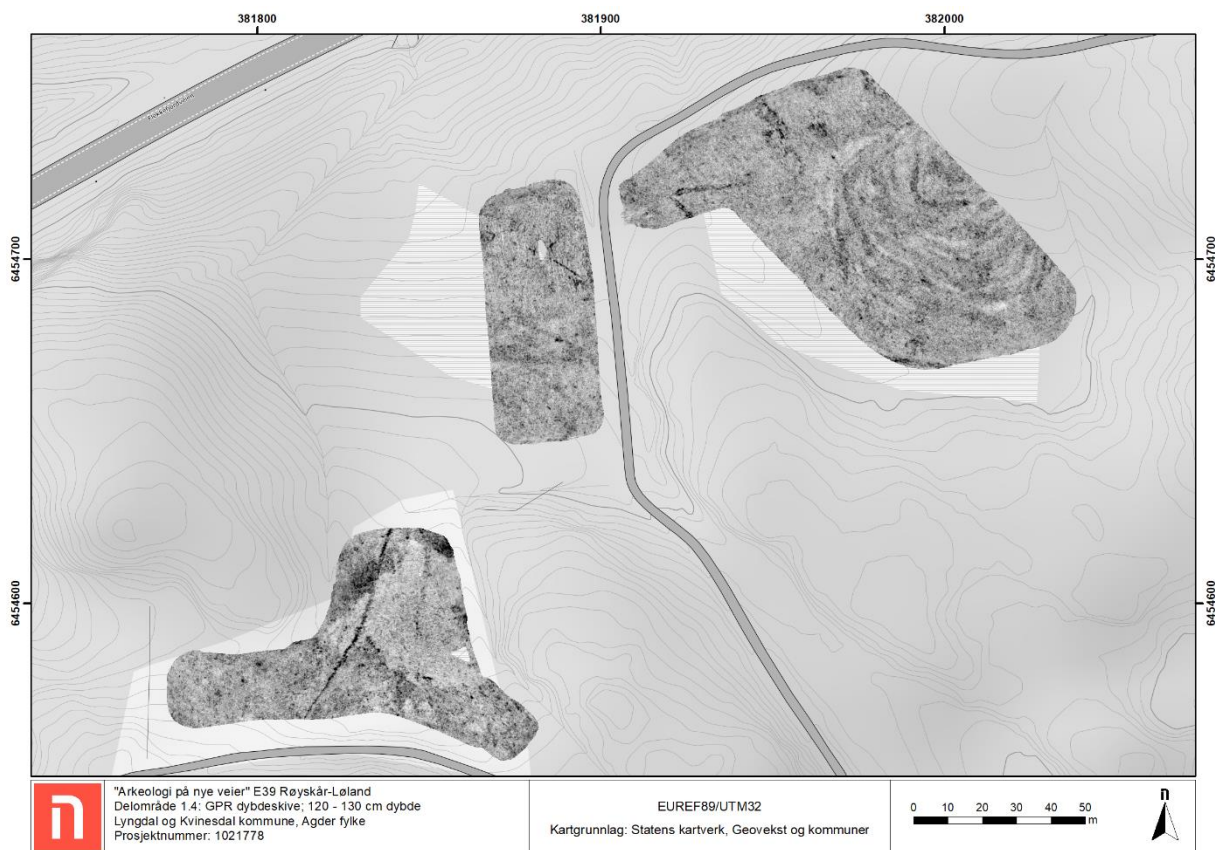 381800
381900
382000
6454700
6454700
6454600
6454600
"Arkeologi på nye veier" E39 Røyskår-Løland
Delområde 1.4: GPR dybdeskive; 120 - 130 cm dybde
Lyngdal og Kvinesdal kommune, Agder fylke
Prosjektnummer: 1021778
EUREF89/UTM32
Kartgrunnlag: Statens kartverk, Geovekst og kommuner
0 10 20 30 40 50
m
n